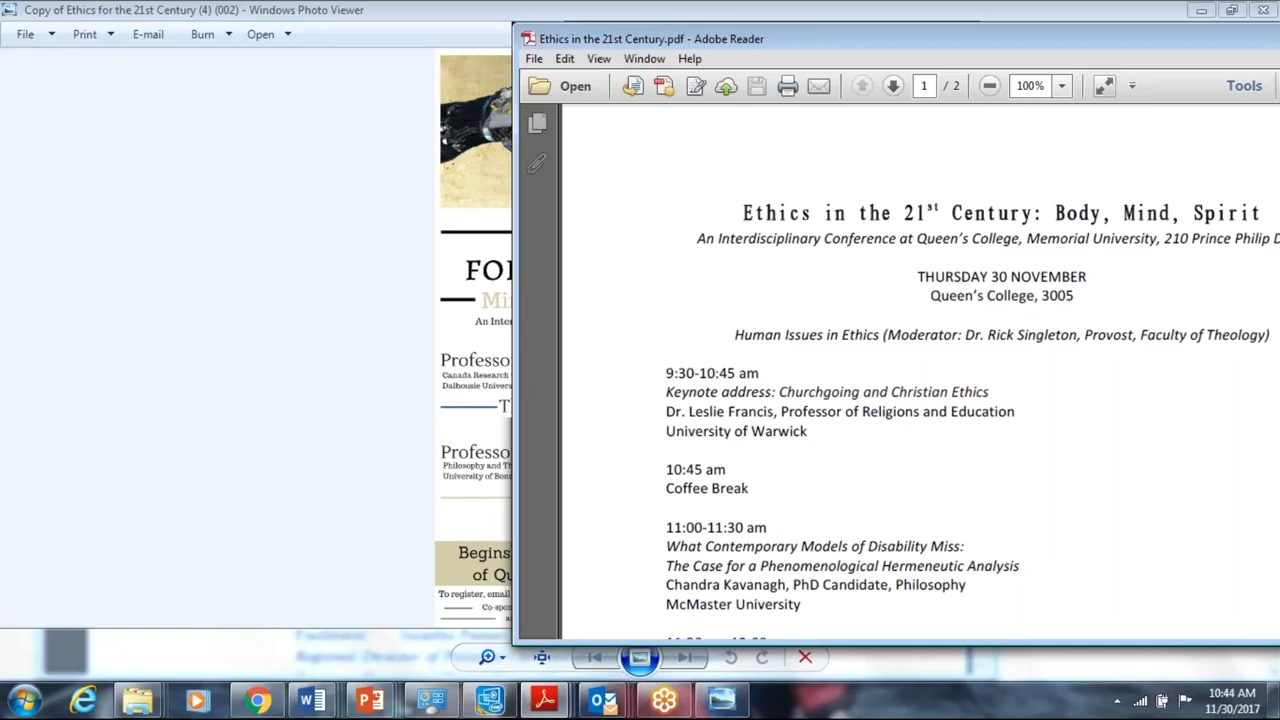 Copy of Ethics for the 21st Century (4) (002) - Windows Photo Viewer
File Print E-mail Burn Open
Ethics in the 21st Century.pdf - Adobe Reader
File Edit View Window Help
Open 1 / 2 100% Tools
An Inter
Professo
Canada Research
Dalhousie Univers
Professo
Philosophy and Th
University of Bonn
Begins
of Qu
To register, email
Co-spo
Ethics in the 21st Century: Body, Mind, Spirit
An Interdisciplinary Conference at Queen's College, Memorial University, 210 Prince Philip D
THURSDAY 30 NOVEMBER
Queen's College, 3005
Human Issues in Ethics (Moderator: Dr. Rick Singleton, Provost, Faculty of Theology)
9:30-10:45 am
Keynote address: Churchgoing and Christian Ethics
Dr. Leslie Francis, Professor of Religions and Education
University of Warwick
10:45 am
Coffee Break
11:00-11:30 am
What Contemporary Models of Disability Miss:
The Case for a Phenomenological Hermeneutic Analysis
Chandra Kavanagh, PhD Candidate, Philosophy
McMaster University
10:44 AM
11/30/2017